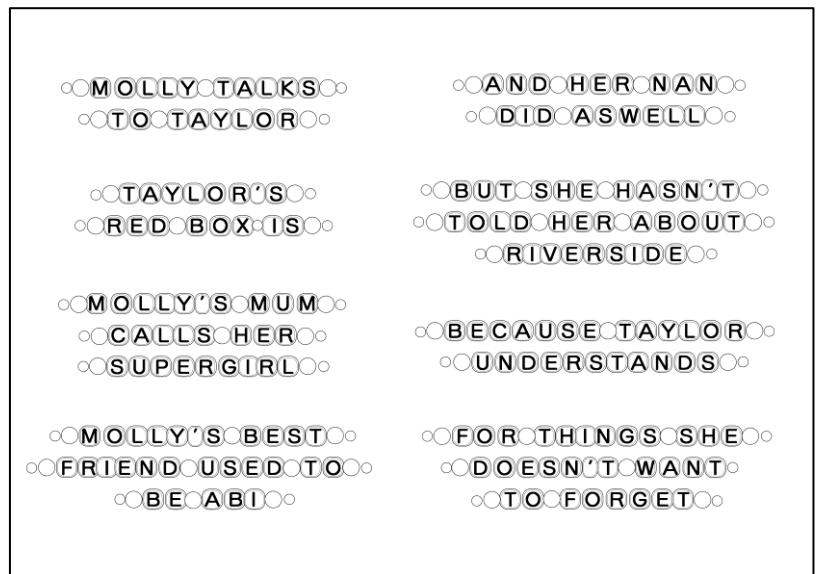 MOLLY TALKS
TO TAYLOR
TAYLOR'S
RED BOX IS
MOLLY'S MUM
CALLS HER
SUPERGIRL
MOLLY'S BEST
FRIEND USED TO
BE ABI
AND HER NAN
DID ASWELL
BUT SHE HASN'T
TOLD HER ABOUT
RIVERSIDE
BECAUSE TAYLOR
UNDERSTANDS
FOR THINGS SHE
DOESN'T WANT
TO FORGET